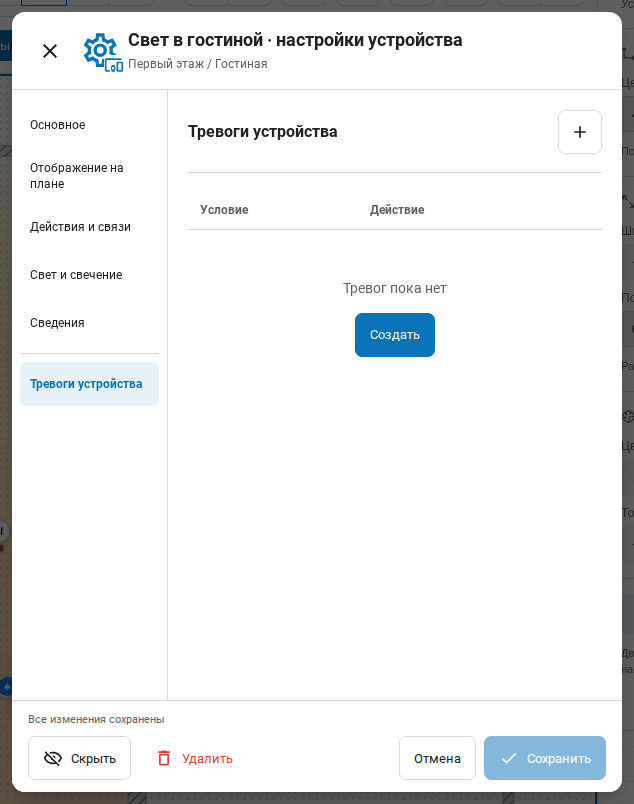 Свет в гостиной · настройки устройства
Первый этаж / Гостиная
Основное
Отображение на
плане
Действия и связи
Свет и свечение
Сведения
Тревоги устройства
Тревоги устройства
Условие
Действие
Тревог пока нет
Создать
Все изменения сохранены
Скрыть
Удалить
Отмена
Сохранить